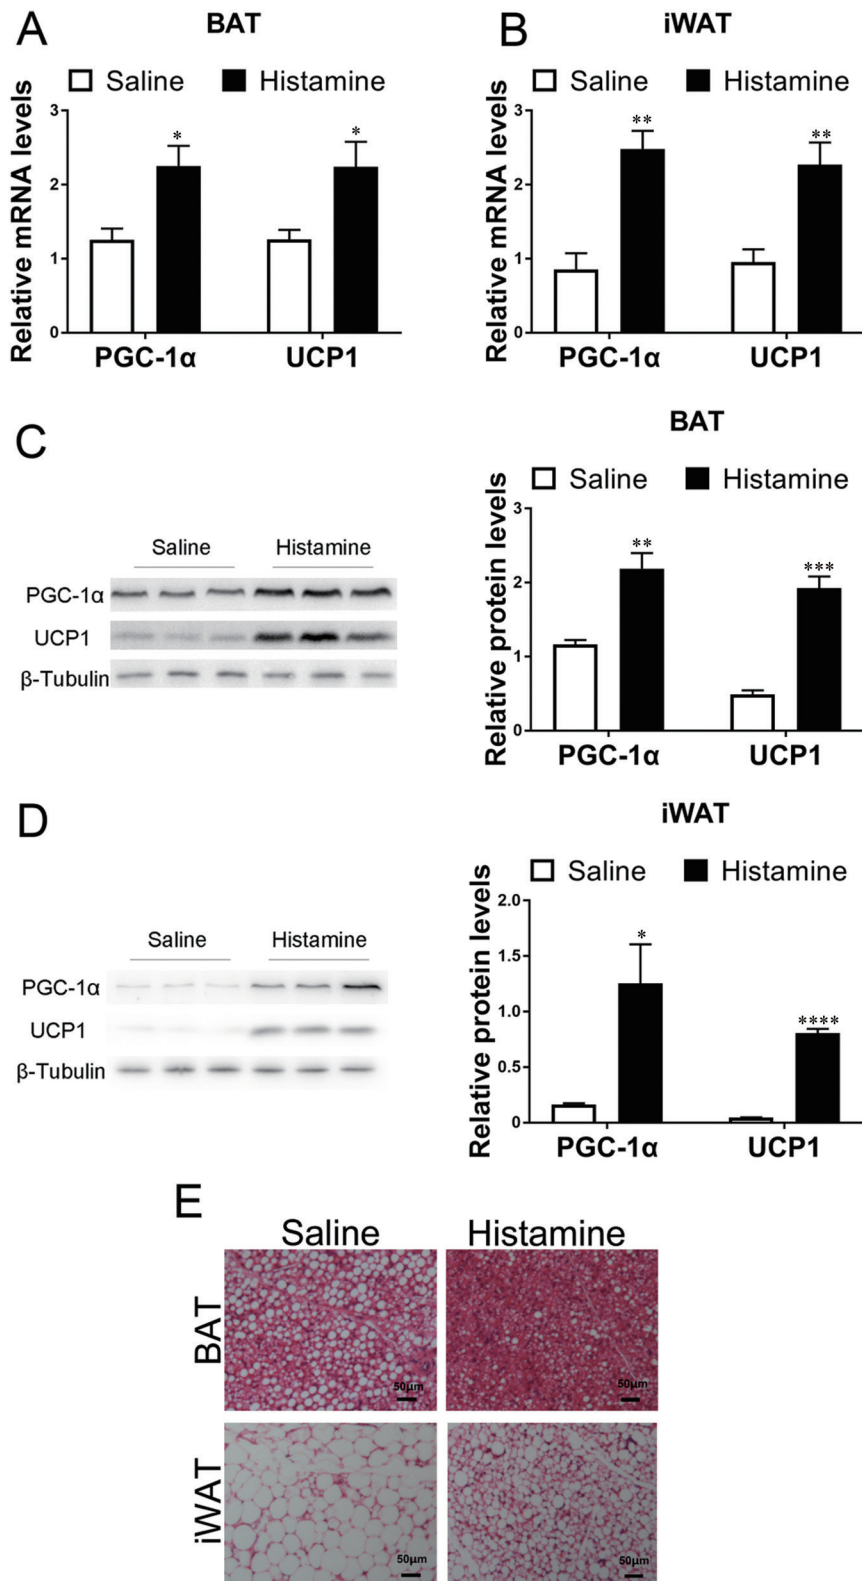 A
BAT
Saline Histamine
Relative mRNA levels
3
2
1
0
* *
PGC-1α UCP1
B
iWAT
Saline Histamine
Relative mRNA levels
3
2
1
0
** **
PGC-1α UCP1
C
Saline Histamine
PGC-1α
UCP1
β-Tubulin
BAT
Saline Histamine
Relative protein levels
3
2
1
0
** ***
PGC-1α UCP1
D
Saline Histamine
PGC-1α
UCP1
β-Tubulin
iWAT
Saline Histamine
Relative protein levels
2.0
1.5
1.0
0.5
0
* ****
PGC-1α UCP1
E
Saline Histamine
BAT
50μm 50μm
iWAT
50μm 50μm